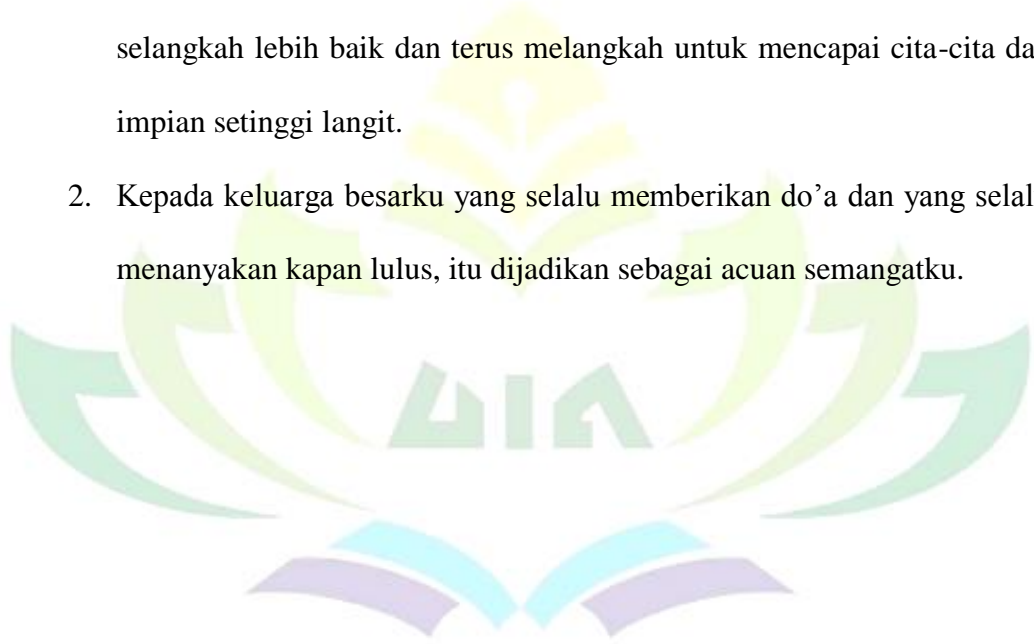 selangkah lebih baik dan terus melangkah untuk mencapai cita-cita da
impian setinggi langit.
2. Kepada keluarga besarku yang selalu memberikan do’a dan yang selal
menanyakan kapan lulus, itu dijadikan sebagai acuan semangatku.
UIN